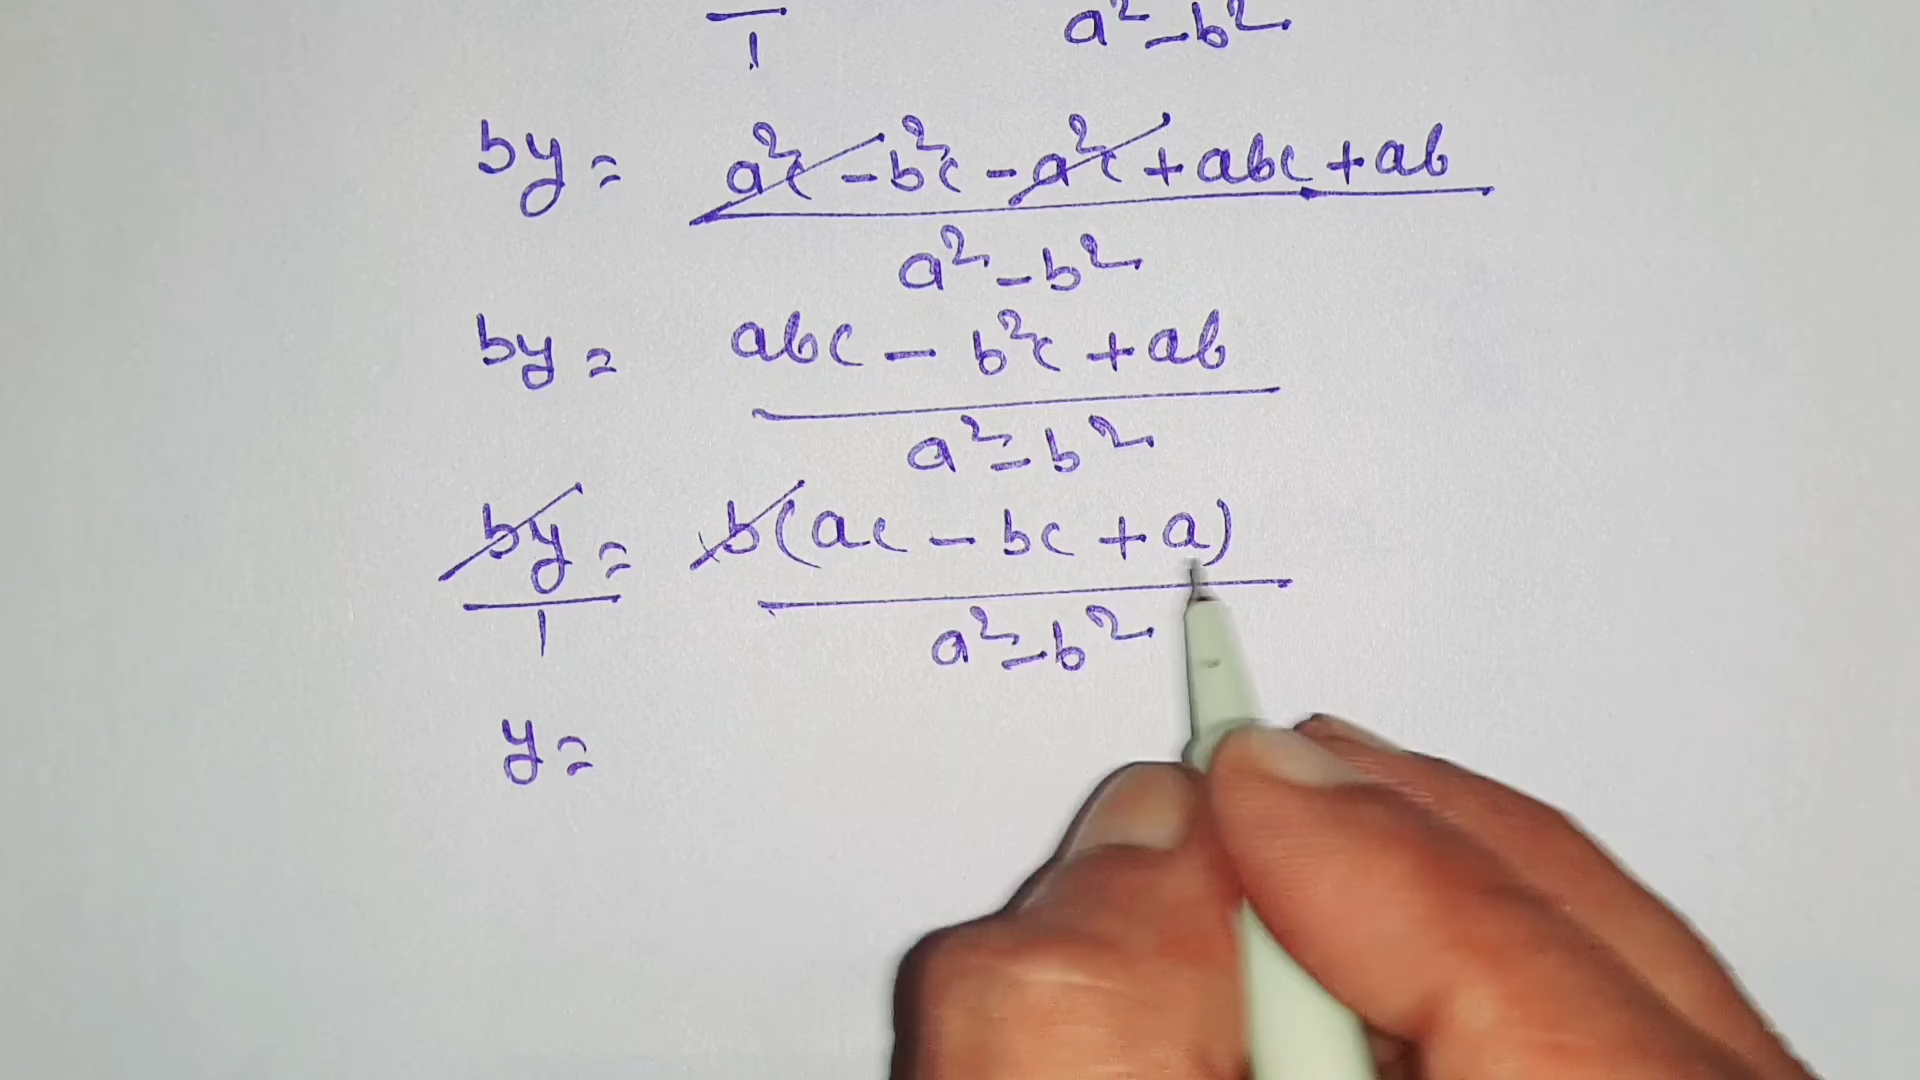 1 a²-b²
by = a²c - b²c - a²c + abc + ab
a²-b²
by = abc - b²c + ab
a²-b²
by = b(ac - bc + a)
1 a²-b²
y =